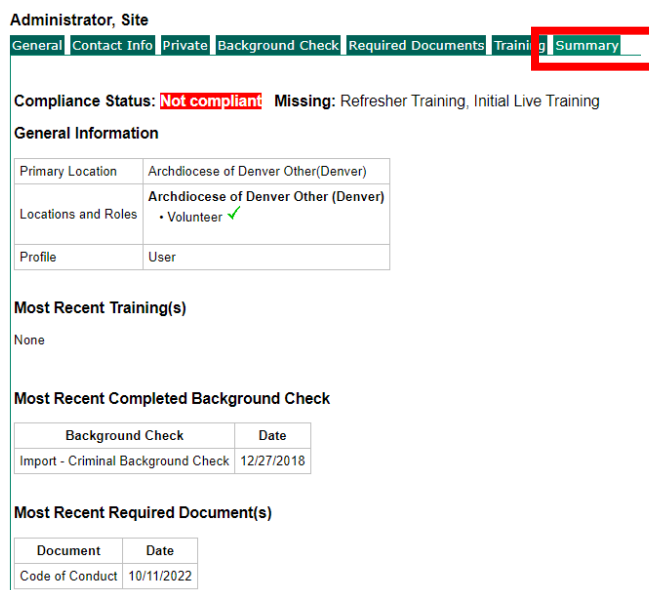 Administrator, Site
General Contact Info Private Background Check Required Documents Training Summary
Compliance Status: Not compliant Missing: Refresher Training, Initial Live Training
General Information
Primary Location Archdiocese of Denver Other(Denver)
Locations and Roles Archdiocese of Denver Other (Denver)
• Volunteer ✓
Profile User
Most Recent Training(s)
None
Most Recent Completed Background Check
Background Check Date
Import - Criminal Background Check 12/27/2018
Most Recent Required Document(s)
Document Date
Code of Conduct 10/11/2022